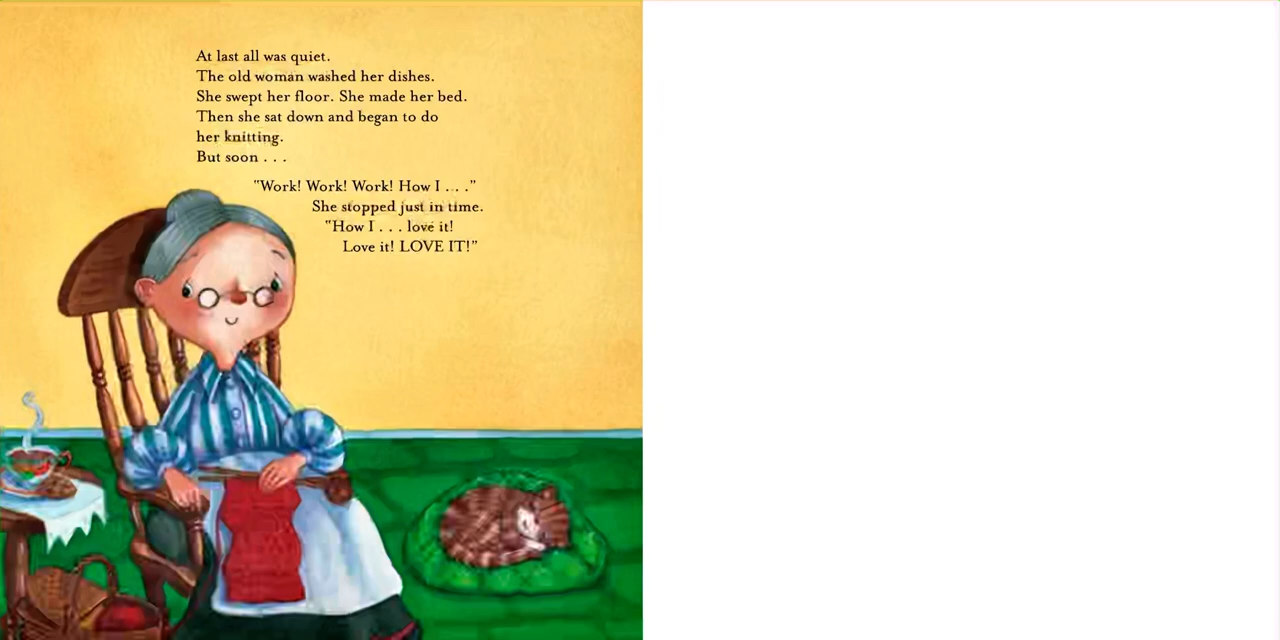 At last all was quiet.
The old woman washed her dishes.
She swept her floor. She made her bed.
Then she sat down and began to do
her knitting.
But soon . . .
"Work! Work! Work! How I . . ."
She stopped just in time.
"How I . . . love it!
Love it! LOVE IT!"